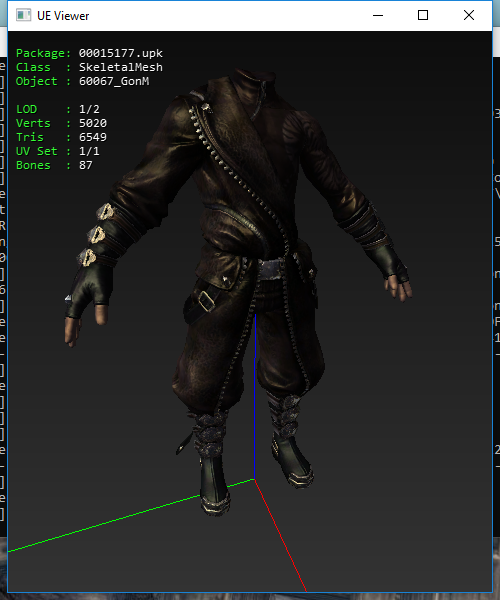 UE Viewer
Package: 00015177.upk
Class : SkeletalMesh
Object : 60067_GonM
LOD : 1/2
Verts : 5020
Tris : 6549
UV Set : 1/1
Bones : 87